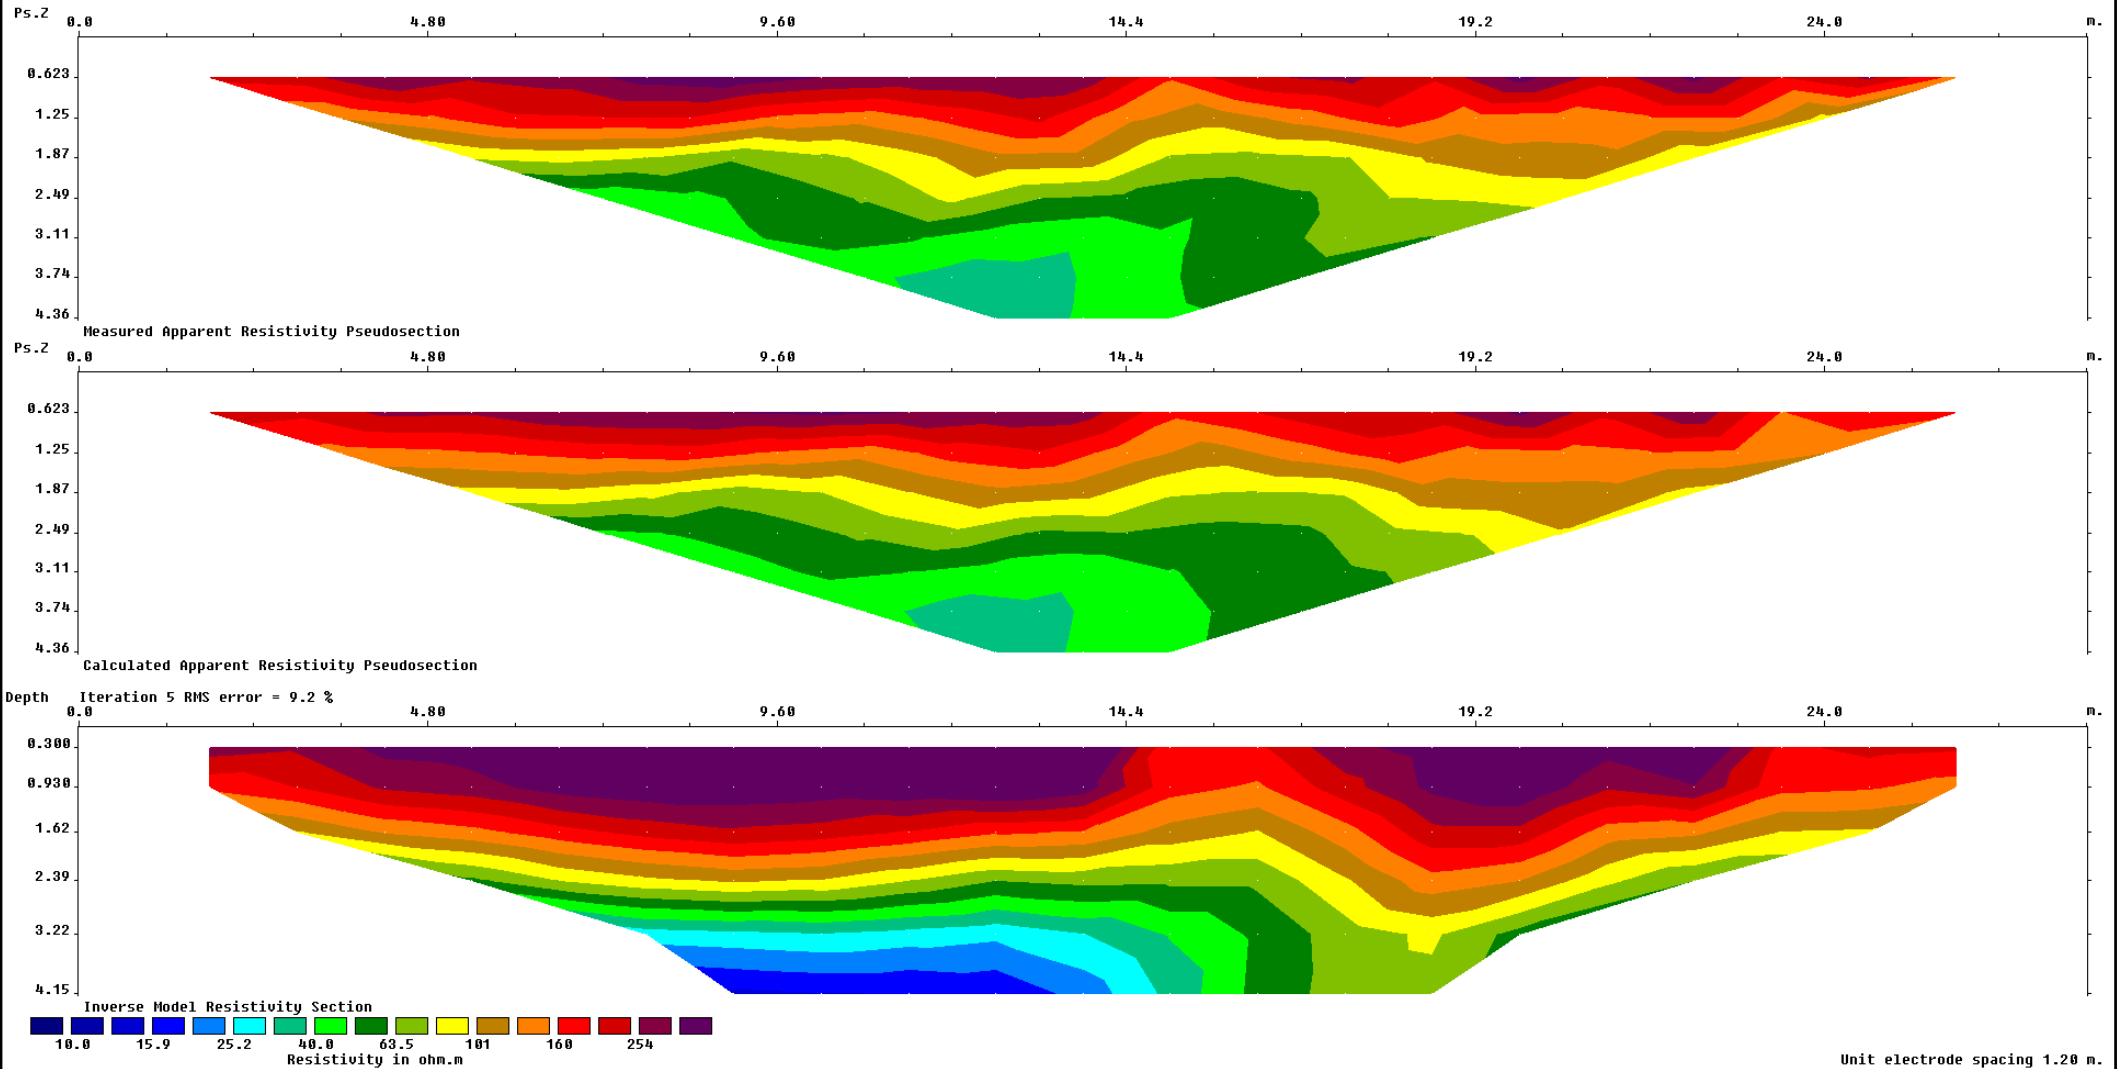 Ps.Z 0.0 4.80 9.60 14.4 19.2 24.0 m.
0.623
1.25
1.87
2.49
3.11
3.74
4.36
Measured Apparent Resistivity Pseudosection
Ps.Z 0.0 4.80 9.60 14.4 19.2 24.0 m.
0.623
1.25
1.87
2.49
3.11
3.74
4.36
Calculated Apparent Resistivity Pseudosection
Depth Iteration 5 RMS error = 9.2 %
0.0 4.80 9.60 14.4 19.2 24.0 m.
0.300
0.930
1.62
2.39
3.22
4.15
Inverse Model Resistivity Section
10.0 15.9 25.2 40.0 63.5 101 160 254
Resistivity in ohm.m
Unit electrode spacing 1.20 m.